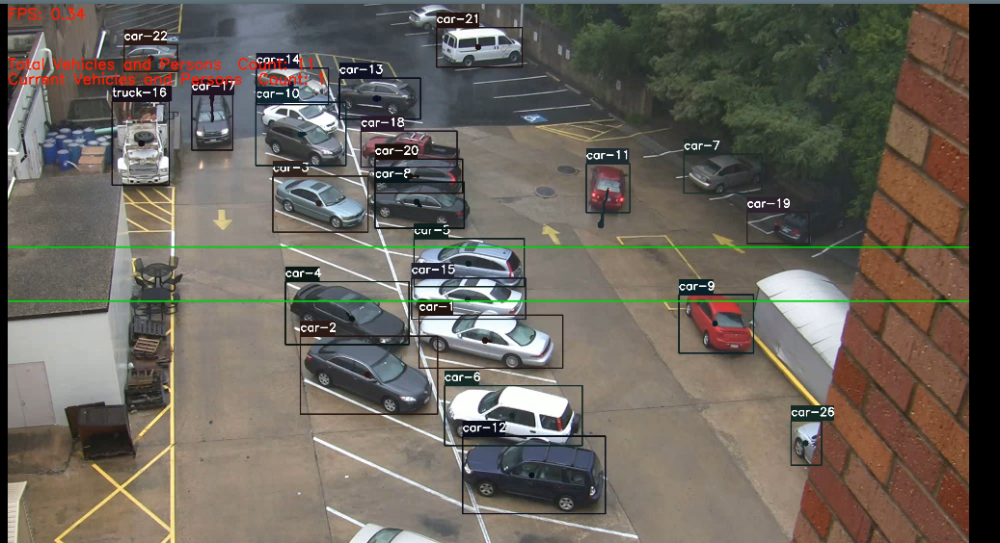 FPS: 0.34
car-21
car-22
Total Vehicles and Persons Count: 11
car-14
car-13
Current Vehicles and Persons Count: 1
truck-16
car-17
car-10
car-18
car-20
car-11
car-7
car-3
car-8
car-19
car-5
car-15
car-4
car-9
car-1
car-2
car-6
car-26
car-12